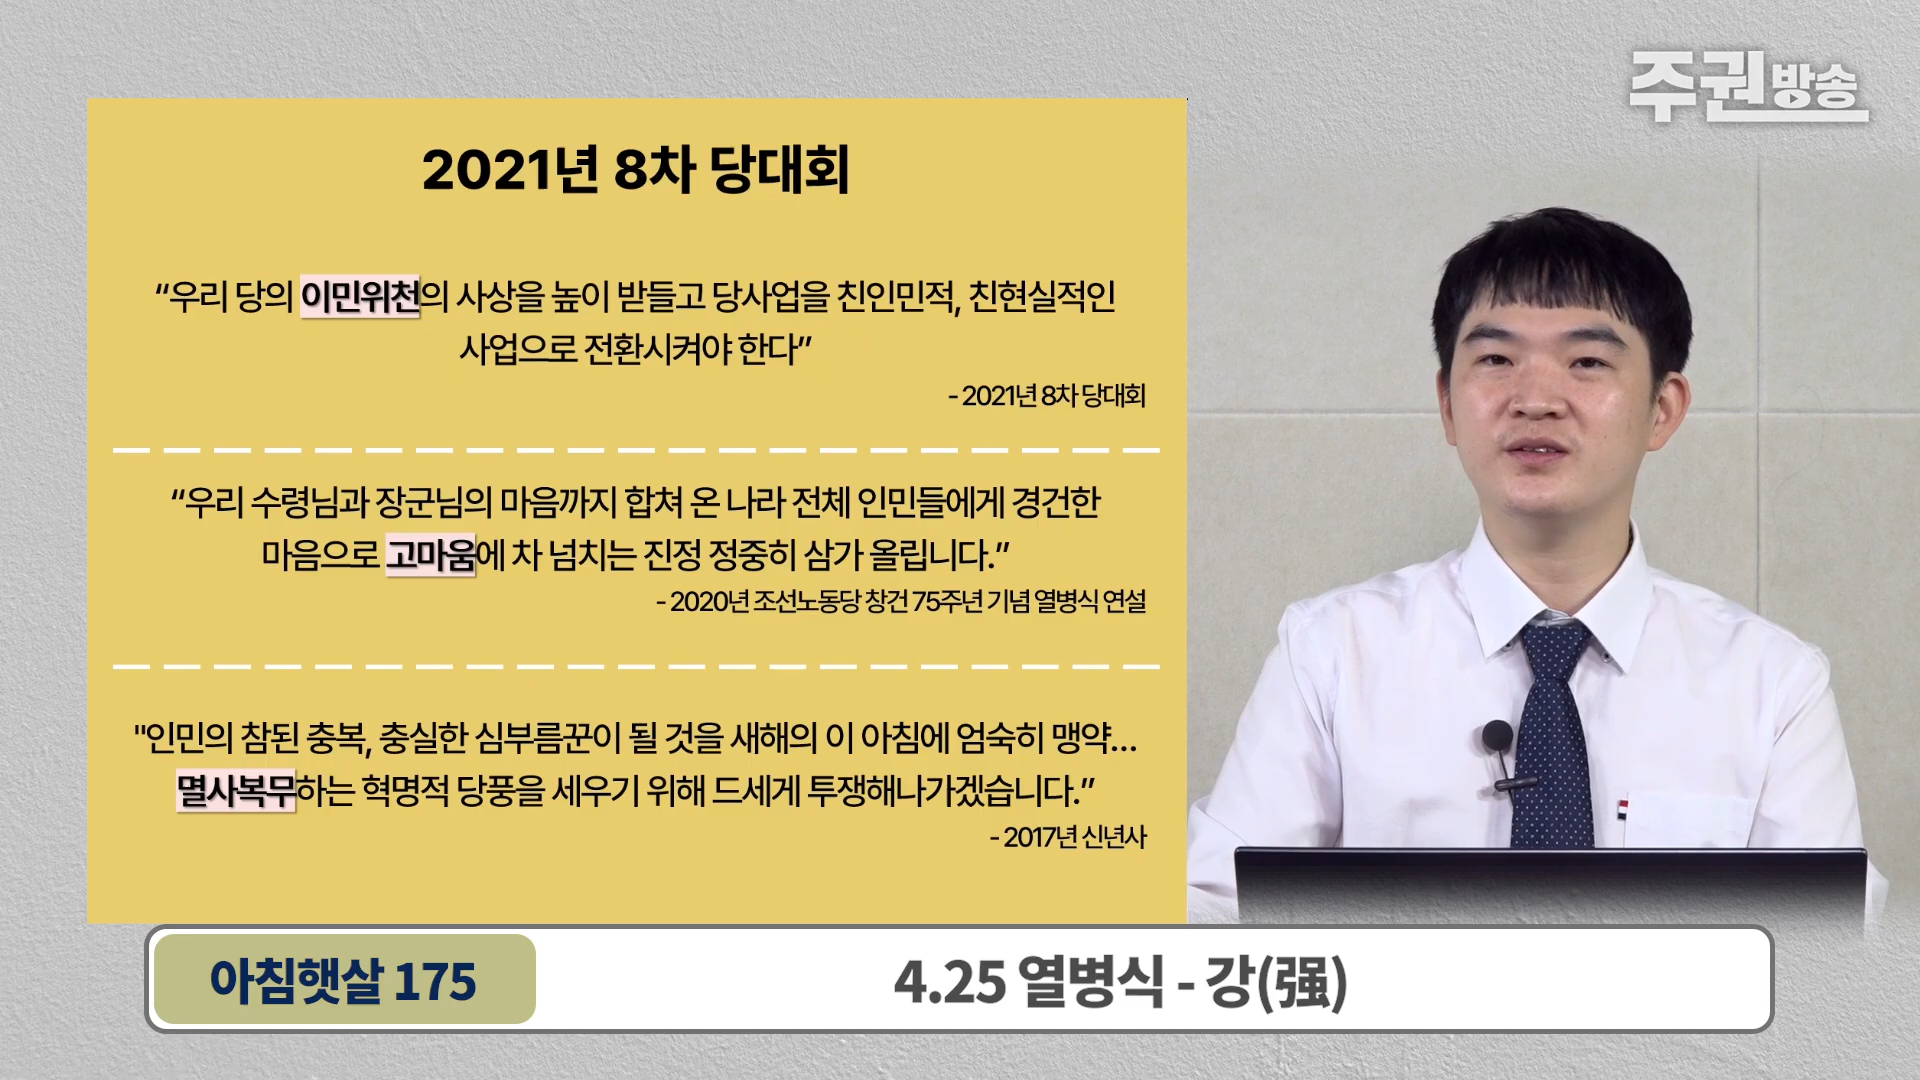 주권방송
2021년 8차 당대회
“우리 당의 이민위천의 사상을 높이 받들고 당사업을 친인민적, 친현실적인
사업으로 전환시켜야 한다”
- 2021년 8차 당대회
“우리 수령님과 장군님의 마음까지 합쳐 온 나라 전체 인민들에게 경건한
마음으로 고마움에 차 넘치는 진정 정중히 삼가 올립니다.”
- 2020년 조선노동당 창건 75주년 기념 열병식 연설
"인민의 참된 충복, 충실한 심부름꾼이 될 것을 새해의 이 아침에 엄숙히 맹약...
멸사복무하는 혁명적 당풍을 세우기 위해 드세게 투쟁해나가겠습니다.”
- 2017년 신년사
아침햇살 175
4.25 열병식 - 강(强)